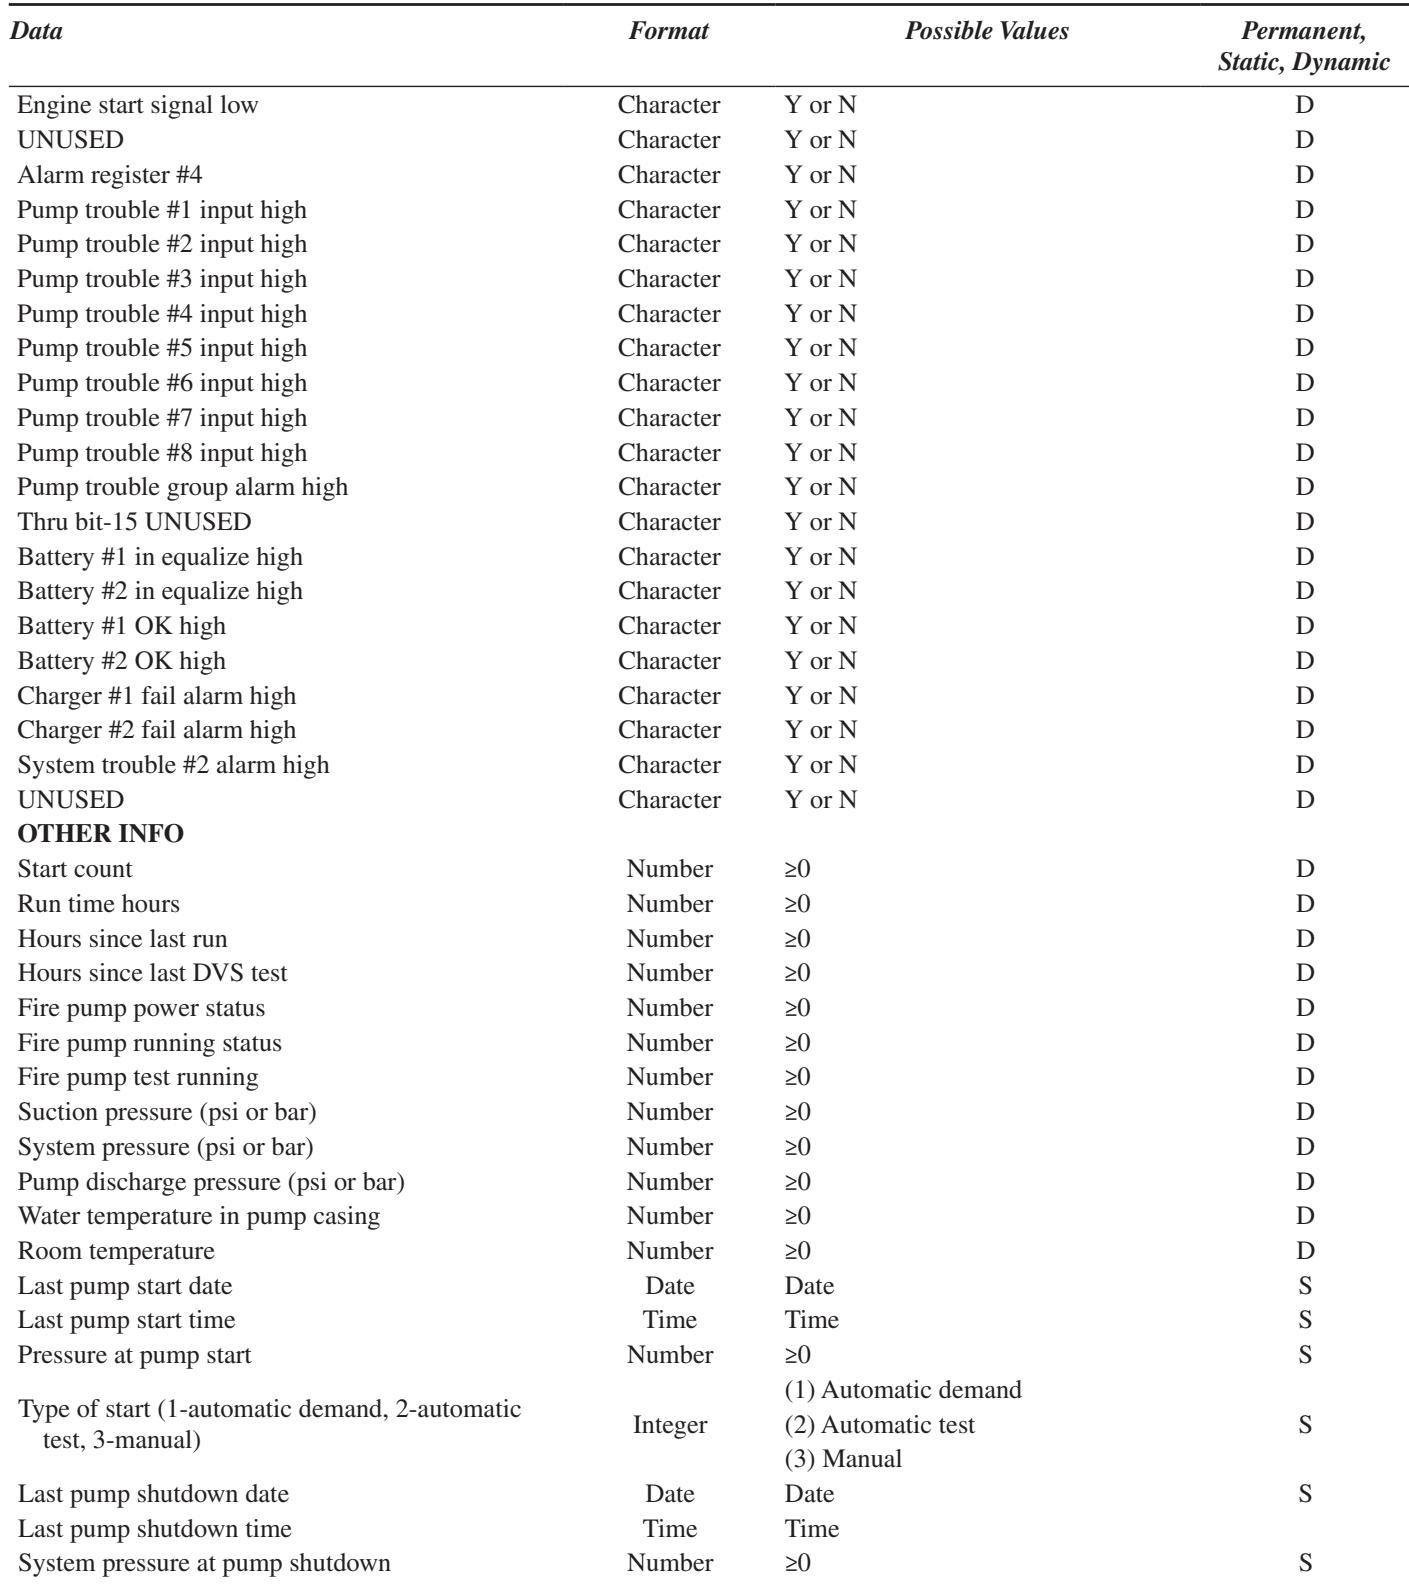 Data Format Possible Values Permanent,
Static, Dynamic
Engine start signal low Character Y or N D
UNUSED Character Y or N D
Alarm register #4 Character Y or N D
Pump trouble #1 input high Character Y or N D
Pump trouble #2 input high Character Y or N D
Pump trouble #3 input high Character Y or N D
Pump trouble #4 input high Character Y or N D
Pump trouble #5 input high Character Y or N D
Pump trouble #6 input high Character Y or N D
Pump trouble #7 input high Character Y or N D
Pump trouble #8 input high Character Y or N D
Pump trouble group alarm high Character Y or N D
Thru bit-15 UNUSED Character Y or N D
Battery #1 in equalize high Character Y or N D
Battery #2 in equalize high Character Y or N D
Battery #1 OK high Character Y or N D
Battery #2 OK high Character Y or N D
Charger #1 fail alarm high Character Y or N D
Charger #2 fail alarm high Character Y or N D
System trouble #2 alarm high Character Y or N D
UNUSED Character Y or N D
OTHER INFO
Start count Number ≥0 D
Run time hours Number ≥0 D
Hours since last run Number ≥0 D
Hours since last DVS test Number ≥0 D
Fire pump power status Number ≥0 D
Fire pump running status Number ≥0 D
Fire pump test running Number ≥0 D
Suction pressure (psi or bar) Number ≥0 D
System pressure (psi or bar) Number ≥0 D
Pump discharge pressure (psi or bar) Number ≥0 D
Water temperature in pump casing Number ≥0 D
Room temperature Number ≥0 D
Last pump start date Date Date S
Last pump start time Time Time S
Pressure at pump start Number ≥0 S
Type of start (1-automatic demand, 2-automatic
test, 3-manual) Integer (1) Automatic demand
(2) Automatic test S
(3) Manual
Last pump shutdown date Date Date S
Last pump shutdown time Time Time
System pressure at pump shutdown Number ≥0 S